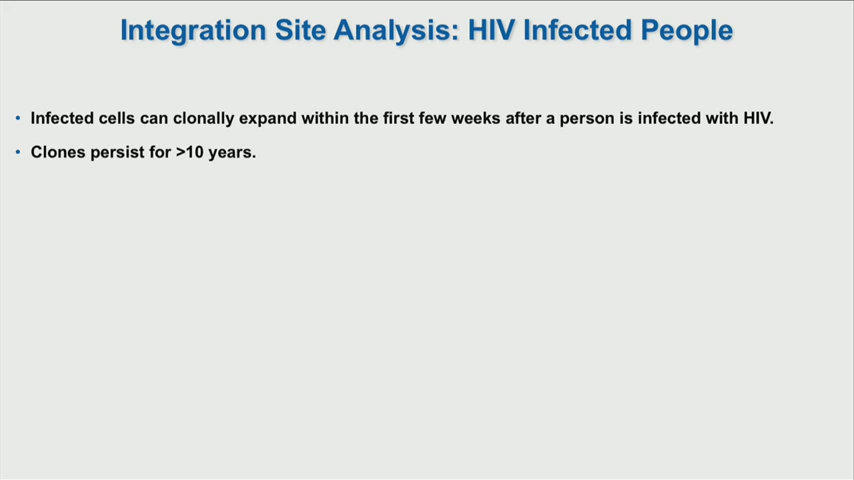 Integration Site Analysis: HIV Infected People
• Infected cells can clonally expand within the first few weeks after a person is infected with HIV.
• Clones persist for >10 years.